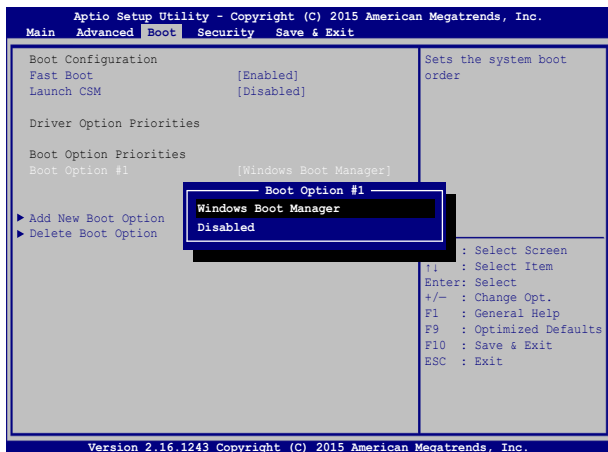 Aptio Setup Utility - Copyright (C) 2015 American Megatrends, Inc.
Main Advanced Boot Security Save & Exit
Boot Configuration
Fast Boot [Enabled]
Launch CSM [Disabled]
Driver Option Priorities
Boot Option Priorities
Boot Option #1 [Windows Boot Manager]
Boot Option #1
Windows Boot Manager
Disabled
▶ Add New Boot Option
▶ Delete Boot Option
Sets the system boot
order
: Select Screen
↑↓ : Select Item
Enter: Select
+/— : Change Opt.
F1 : General Help
F9 : Optimized Defaults
F10 : Save & Exit
ESC : Exit
Version 2.16.1243 Copyright (C) 2015 American Megatrends, Inc.